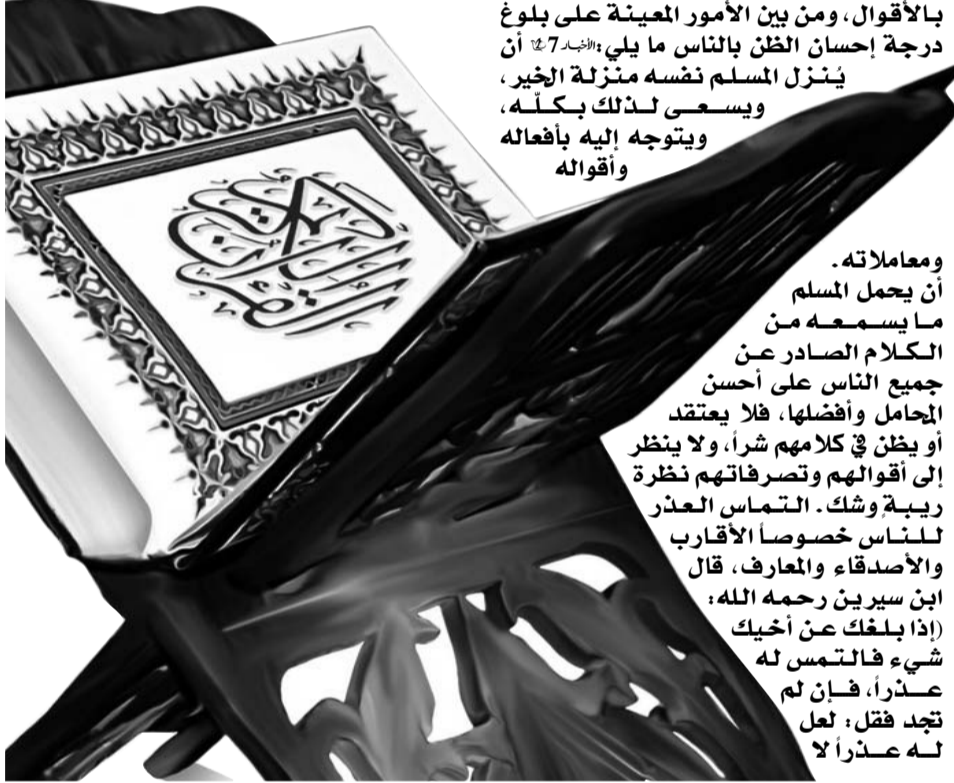 بالأقوال، ومن بين الأمور المعينة على بلوغ
درجة إحسان الظن بالناس ما يلي: الأخبار 7 أن
يُنزل المسلم نفسه منزلة الخير،
ويسعى لذلك بكلّه،
ويتوجه إليه بأفعاله
وأقواله
ومعاملاته.
أن يحمل المسلم
ما يسمعه من
الكلام الصادر عن
جميع الناس على أحسن
المحامل وأفضلها، فلا يعتقد
أو يظن في كلامهم شراً، ولا ينظر
إلى أقوالهم وتصرفاتهم نظرة
ريبةٍ وشك. التماس العذر
للناس خصوصاً الأقارب
والأصدقاء والمعارف، قال
ابن سيرين رحمه الله:
(إذا بلغك عن أخيك
شيء فالتمس له
عذراً، فإن لم
تجد فقل: لعل
له عذراً لا